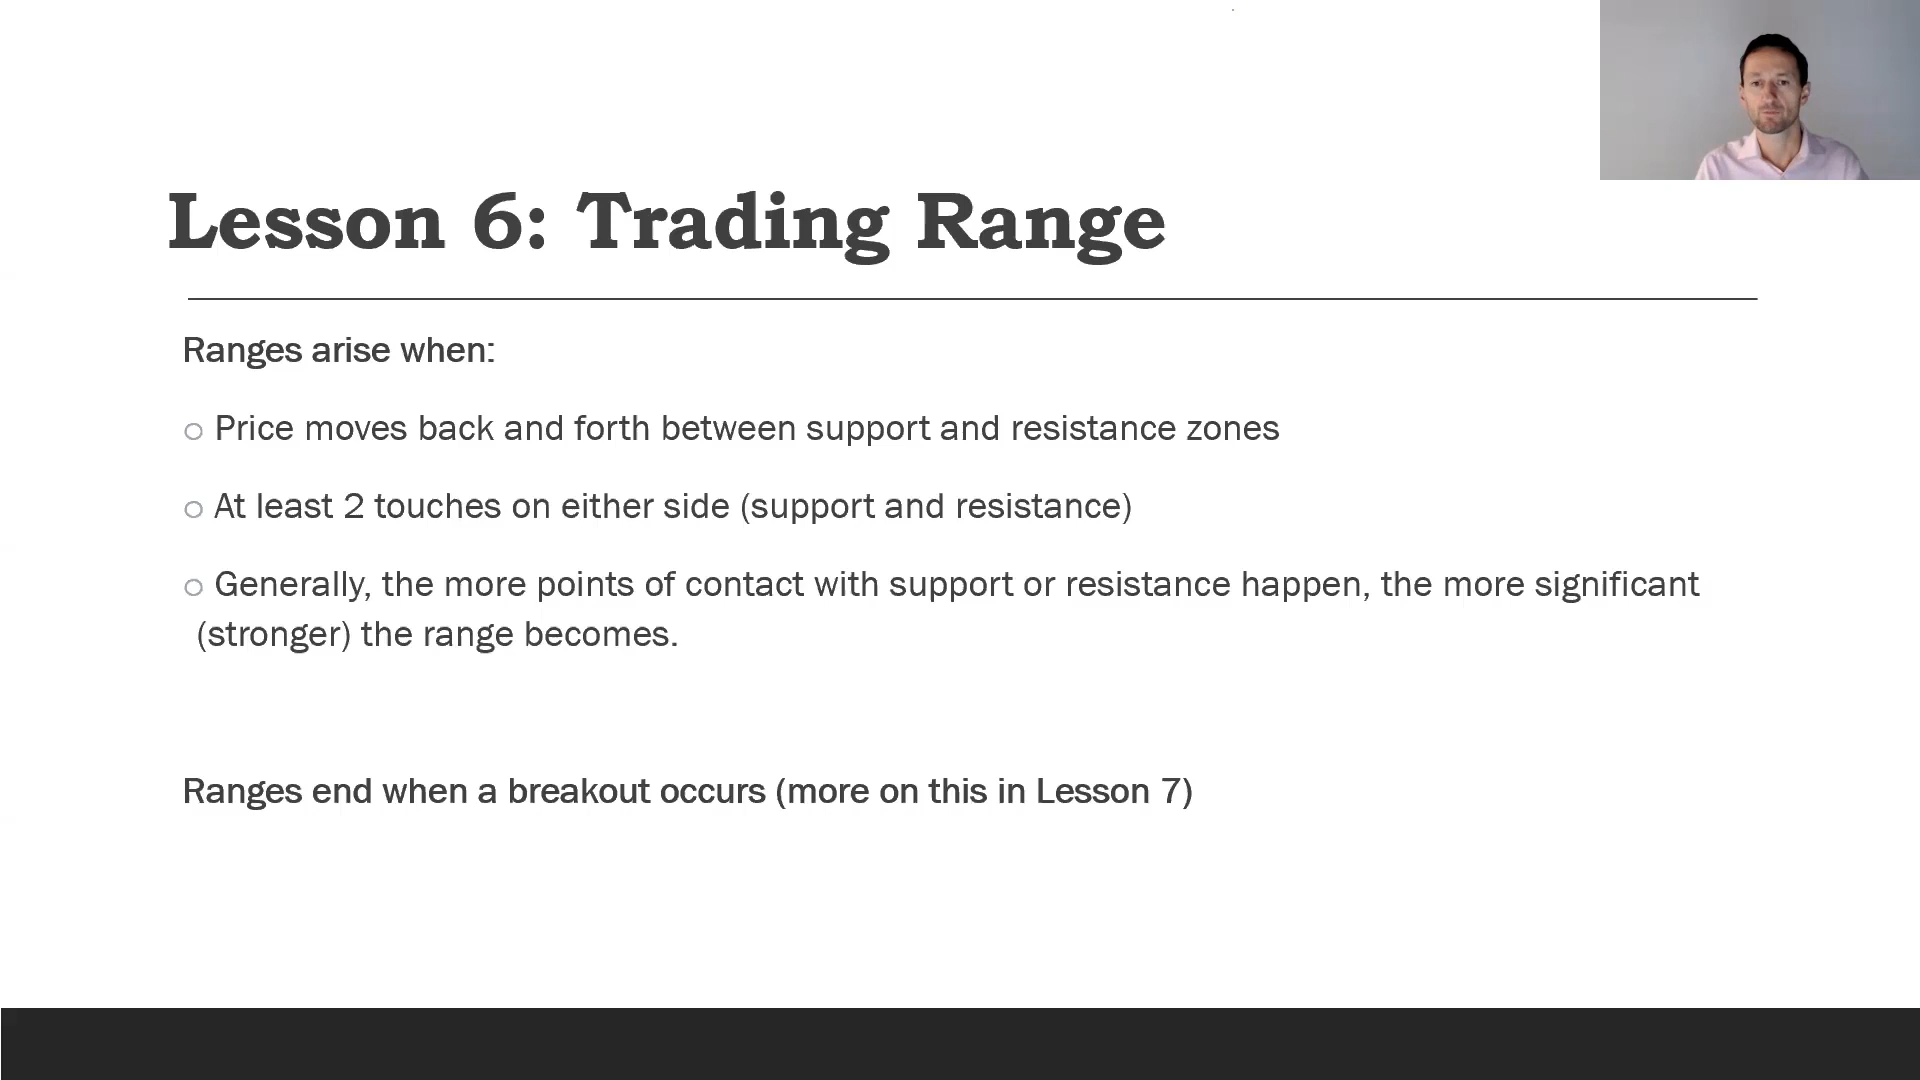 Lesson 6: Trading Range
Ranges arise when:
○ Price moves back and forth between support and resistance zones
○ At least 2 touches on either side (support and resistance)
○ Generally, the more points of contact with support or resistance happen, the more significant
(stronger) the range becomes.
Ranges end when a breakout occurs (more on this in Lesson 7)